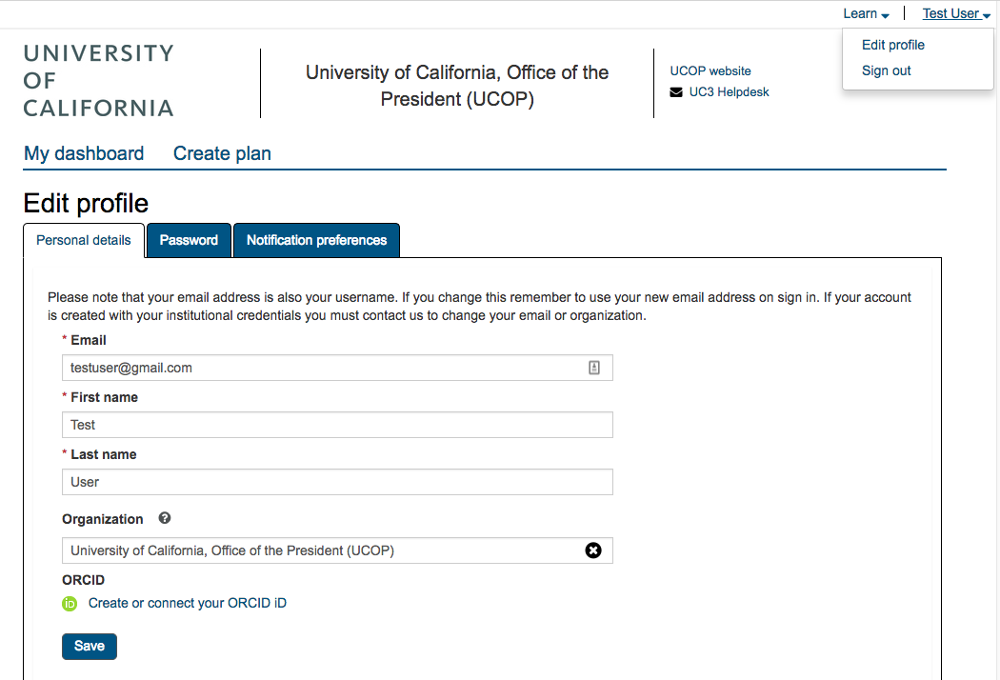 Learn
Test User
Edit profile
Sign out
UNIVERSITY
OF
CALIFORNIA
University of California, Office of the
President (UCOP)
UCOP website
UC3 Helpdesk
My dashboard Create plan
Edit profile
Personal details Password Notification preferences
Please note that your email address is also your username. If you change this remember to use your new email address on sign in. If your account
is created with your institutional credentials you must contact us to change your email or organization.
* Email
testuser@gmail.com
* First name
Test
* Last name
User
Organization ?
University of California, Office of the President (UCOP)
ORCID
iD Create or connect your ORCID iD
Save